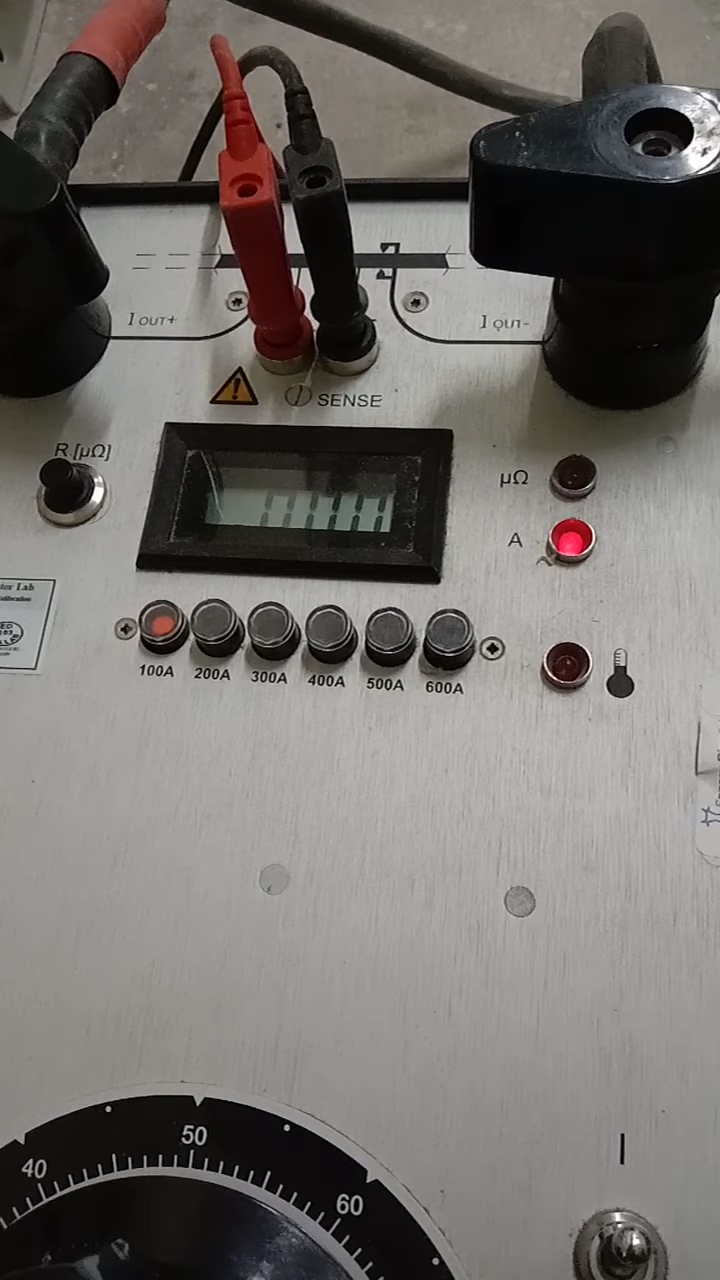 I OUT+
I OUT-
SENSE
R [µΩ]
µΩ
A
100A
200A
300A
400A
500A
600A
40
50
60
I